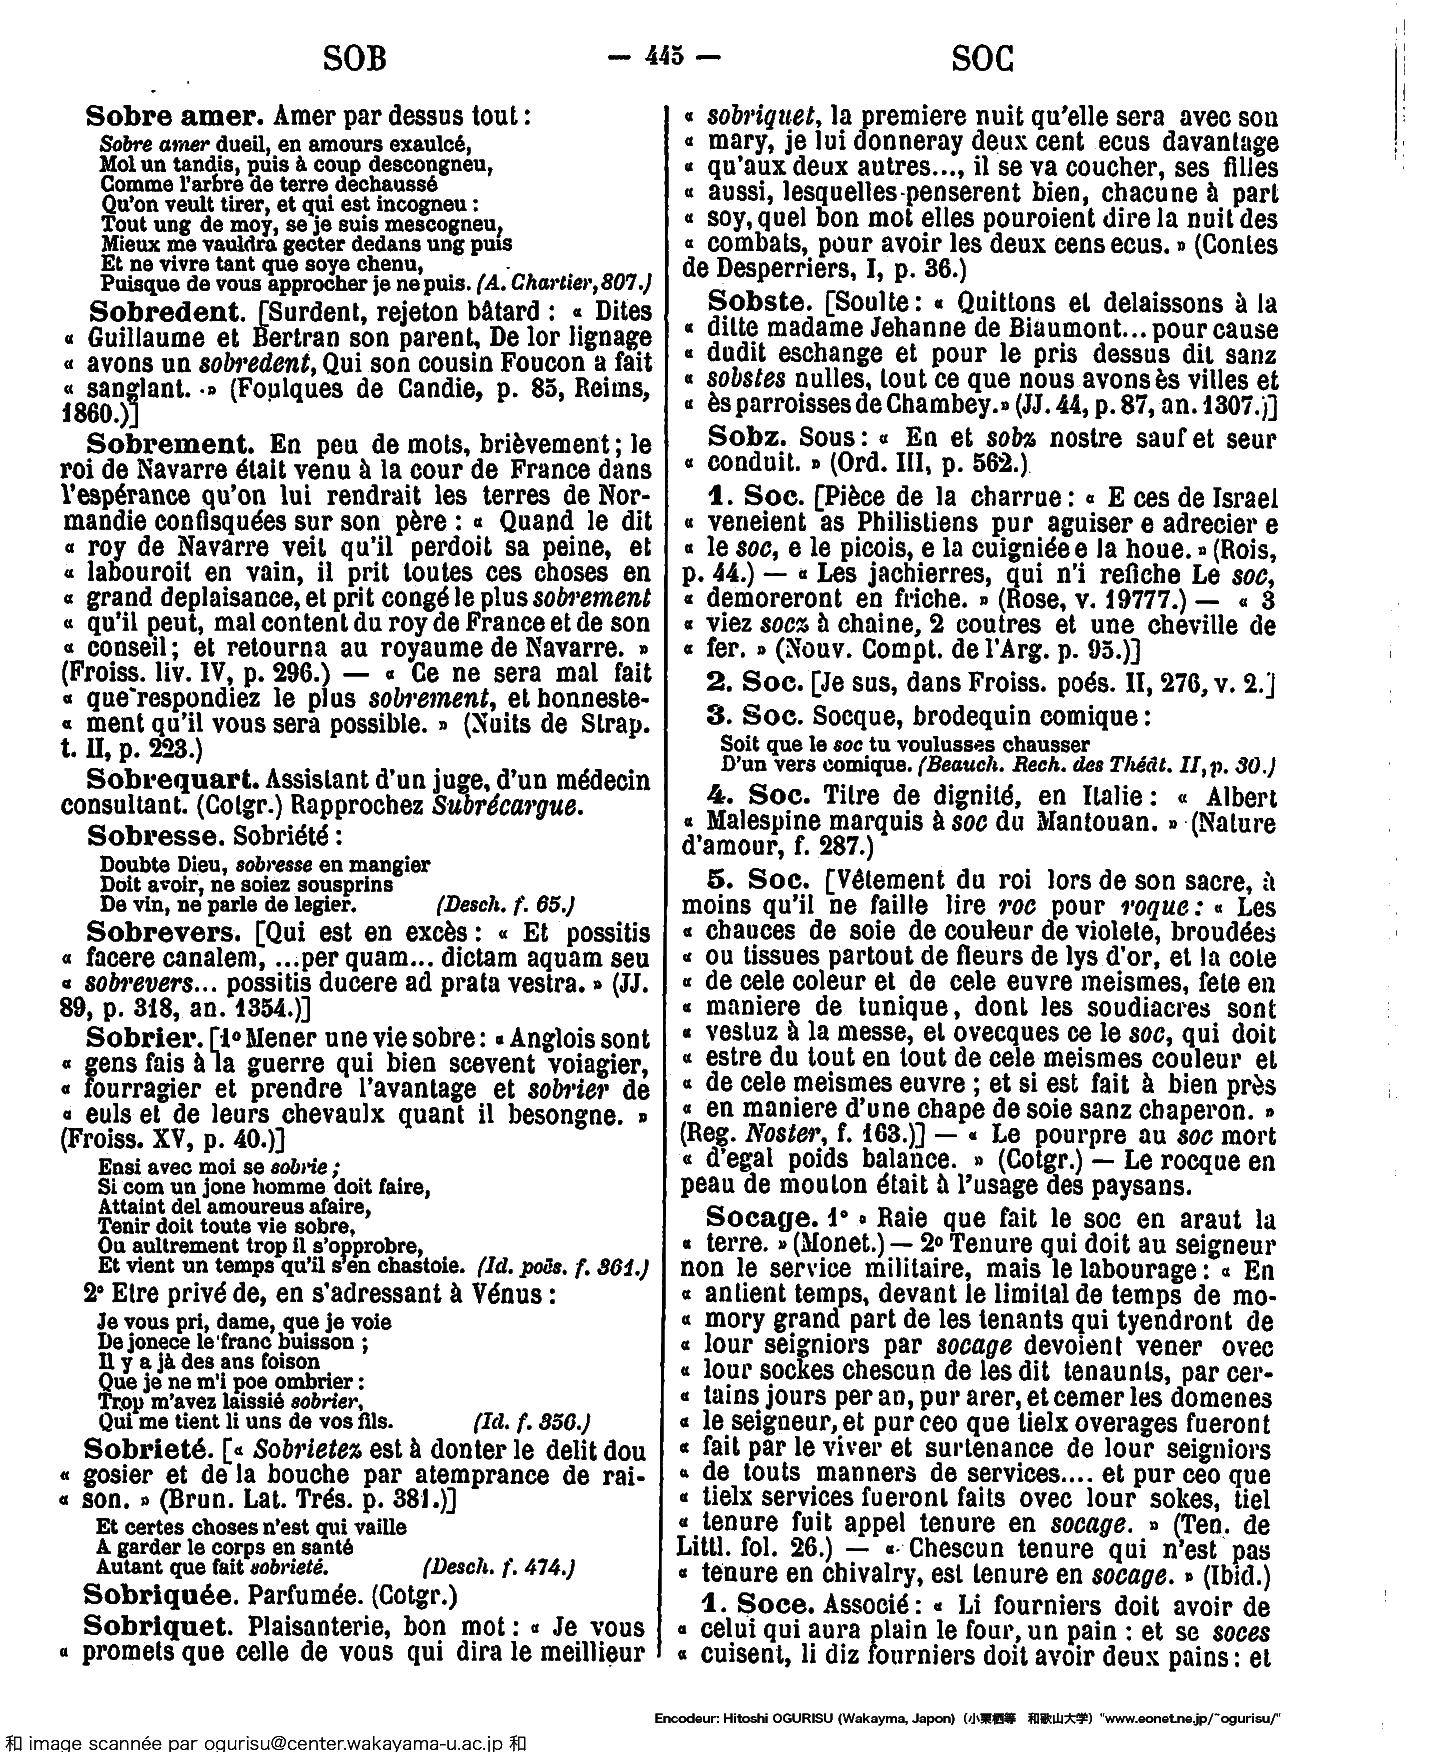 SOB — 445 — SOC
Sobre amer. Amer par dessus tout :
Sobre amer dueil, en amours exaulcé,
Mol un tandis, puis à coup descongneu,
Comme l'arbre de terre dechaussé
Qu'on veult tirer, et qui est incogneu :
Tout ung de moy, se je suis mescogneu,
Mieux me vauldra gecter dedans ung puis
Et ne vivre tant que soye chenu,
Puisque de vous approcher je ne puis. (A. Chartier, 807.)
Sobredent. [Surdent, rejeton bâtard : « Dites
« Guillaume et Bertran son parent, De lor lignage
« avons un sobredent, Qui son cousin Foucon a fait
« sanglant. » (Foulques de Candie, p. 85, Reims,
1860.)]
Sobrement. En peu de mots, brièvement ; le
roi de Navarre était venu à la cour de France dans
l'espérance qu'on lui rendrait les terres de Nor-
mandie confisquées sur son père : « Quand le dit
« roy de Navarre veit qu'il perdoit sa peine, et
« labouroit en vain, il prit toutes ces choses en
« grand deplaisance, et prit congé le plus sobrement
« qu'il peut, mal content du roy de France et de son
« conseil ; et retourna au royaume de Navarre. »
(Froiss. liv. IV, p. 296.) — « Ce ne sera mal fait
« que respondiez le plus sobrement, et honneste-
« ment qu'il vous sera possible. » (Nuits de Strap.
t. II, p. 223.)
Sobrequart. Assistant d'un juge, d'un médecin
consultant. (Cotgr.) Rapprochez Subrécargue.
Sobresse. Sobriété :
Doubte Dieu, sobresse en mangier
Doit avoir, ne soiez sousprins
De vin, ne parle de legier. (Desch. f. 65.)
Sobrevers. [Qui est en excès : « Et possitis
« facere canalem, ...per quam... dictam aquam seu
« sobrevers... possitis ducere ad prata vestra. » (JJ.
89, p. 318, an. 1354.)]
Sobrier. [1° Mener une vie sobre : « Anglois sont
« gens fais à la guerre qui bien scevent voiagier,
« fourragier et prendre l'avantage et sobrier de
« euls et de leurs chevaulx quant il besongne. »
(Froiss. XV, p. 40.)]
Ensi avec moi se sobrie ;
Si com un jone homme doit faire,
Attaint del amoureus afaire,
Tenir doit toute vie sobre,
Ou aultrement trop il s'opprobre,
Et vient un temps qu'il s'en chastoie. (Id. poës. f. 361.)
2° Etre privé de, en s'adressant à Vénus :
Je vous pri, dame, que je voie
De jonece le franc buisson ;
Il y a jà des ans foison
Que je ne m'i poe ombrier :
Trop m'avez laissié sobrier,
Qui me tient li uns de vos fils. (Id. f. 356.)
Sobrieté. [« Sobrietez est à donter le delit dou
« gosier et de la bouche par atemprance de rai-
« son. » (Brun. Lat. Trés. p. 381.)]
Et certes choses n'est qui vaille
A garder le corps en santé
Autant que fait sobrieté. (Desch. f. 474.)
Sobriquée. Parfumée. (Cotgr.)
Sobriquet. Plaisanterie, bon mot : « Je vous
« promets que celle de vous qui dira le meillieur
« sobriquet, la premiere nuit qu'elle sera avec son
« mary, je lui donneray deux cent ecus davantage
« qu'aux deux autres..., il se va coucher, ses filles
« aussi, lesquelles penserent bien, chacune à part
« soy, quel bon mot elles pouroient dire la nuit des
« combats, pour avoir les deux cens ecus. » (Contes
de Desperriers, I, p. 36.)
Sobste. [Soulte : « Quittons et delaissons à la
« ditte madame Jehanne de Biaumont... pour cause
« dudit eschange et pour le pris dessus dit sanz
« sobstes nulles, tout ce que nous avons ès villes et
« ès parroisses de Chambey. » (JJ. 44, p. 87, an. 1307.)]
Sobz. Sous : « En et sobz nostre sauf et seur
« conduit. » (Ord. III, p. 562.)
1. Soc. [Pièce de la charrue : « E ces de Israel
« veneient as Philistiens pur aguiser e adrecier e
« le soc, e le picois, e la cuigniée e la houe. » (Rois,
p. 44.) — « Les jachierres, qui n'i refiche Le soc,
« demoreront en friche. » (Rose, v. 19777.) — « 3
« viez socz à chaine, 2 coutres et une cheville de
« fer. » (Nouv. Compt. de l'Arg. p. 95.)]
2. Soc. [Je sus, dans Froiss. poés. II, 276, v. 2.]
3. Soc. Socque, brodequin comique :
Soit que le soc tu voulusses chausser
D'un vers comique. (Beauch. Rech. des Théât. II, p. 30.)
4. Soc. Titre de dignité, en Italie : « Albert
« Malespine marquis à soc du Mantouan. » (Nature
d'amour, f. 287.)
5. Soc. [Vêtement du roi lors de son sacre, à
moins qu'il ne faille lire roc pour roque : « Les
« chauces de soie de couleur de violete, broudées
« ou tissues partout de fleurs de lys d'or, et la cote
« de cele coleur et de cele euvre meismes, fete en
« maniere de tunique, dont les soudiacres sont
« vestuz à la messe, et ovecques ce le soc, qui doit
« estre du tout en tout de cele meismes couleur et
« de cele meismes euvre ; et si est fait à bien près
« en maniere d'une chape de soie sanz chaperon. »
(Reg. Noster, f. 163.)] — « Le pourpre au soc mort
« d'egal poids balance. » (Cotgr.) — Le rocque en
peau de mouton était à l'usage des paysans.
Socage. 1° « Raie que fait le soc en araut la
« terre. » (Monet.) — 2° Tenure qui doit au seigneur
non le service militaire, mais le labourage : « En
« antient temps, devant le limital de temps de mo-
« mory grand part de les tenants qui tyendront de
« lour seigniors par socage devoient vener ovec
« lour sockes chescun de les dit tenaunts, par cer-
« tains jours per an, pur arer, et cemer les domenes
« le seigneur, et pur ceo que tielx overages fueront
« fait par le viver et surtenance de lour seigniors
« de touts manners de services.... et pur ceo que
« tielx services fueront faits ovec lour sokes, tiel
« tenure fuit appel tenure en socage. » (Ten. de
Littl. fol. 26.) — « Chescun tenure qui n'est pas
« tenure en chivalry, est tenure en socage. » (Ibid.)
1. Soce. Associé : « Li fourniers doit avoir de
« celui qui aura plain le four, un pain : et se soces
« cuisent, li diz fourniers doit avoir deux pains : et
Encodeur: Hitoshi OGURISU (Wakayma, Japon) (小栗栖等 和歌山大学) "www.eonet.ne.jp/~ogurisu/"
和 image scannée par ogurisu@center.wakayama-u.ac.jp 和